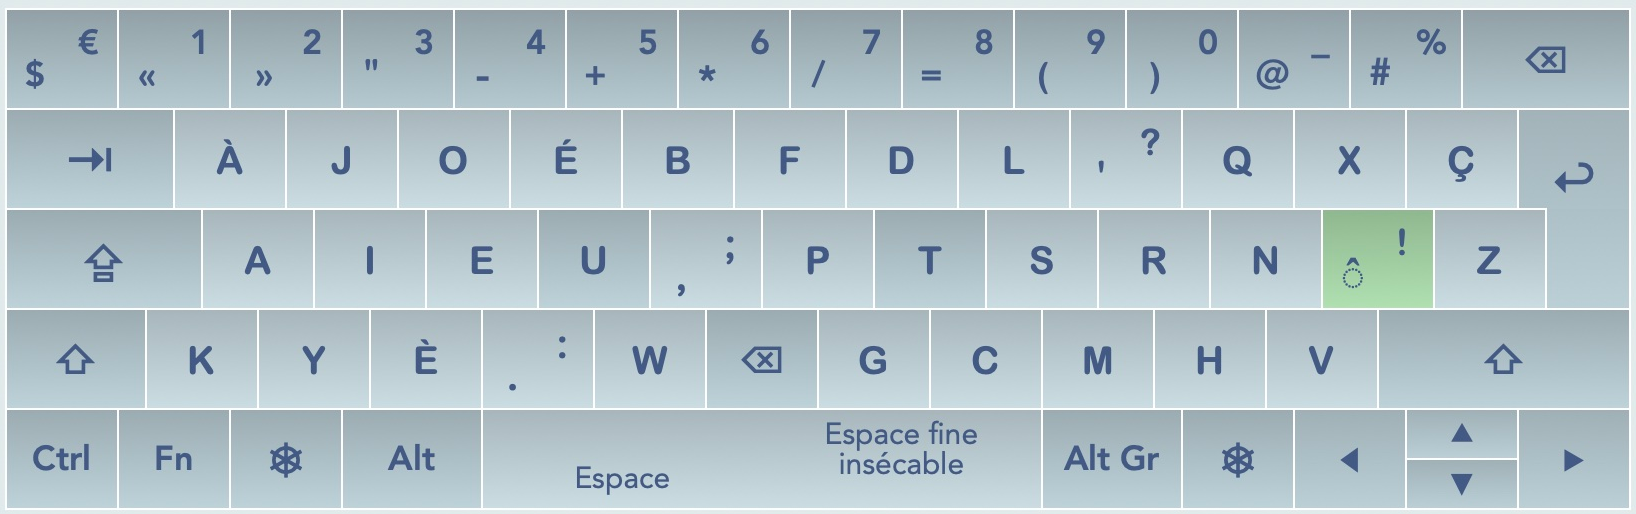 $ € « 1 » 2 " 3 - 4 + 5 * 6 / 7 = 8 ( 9 ) 0 @ – # %
À J O É B F D L ' ? Q X Ç
A I E U , ; P T S R N ^ ! Z
K Y È . : W G C M H V
Ctrl Fn Alt Espace Espace fine insécable Alt Gr